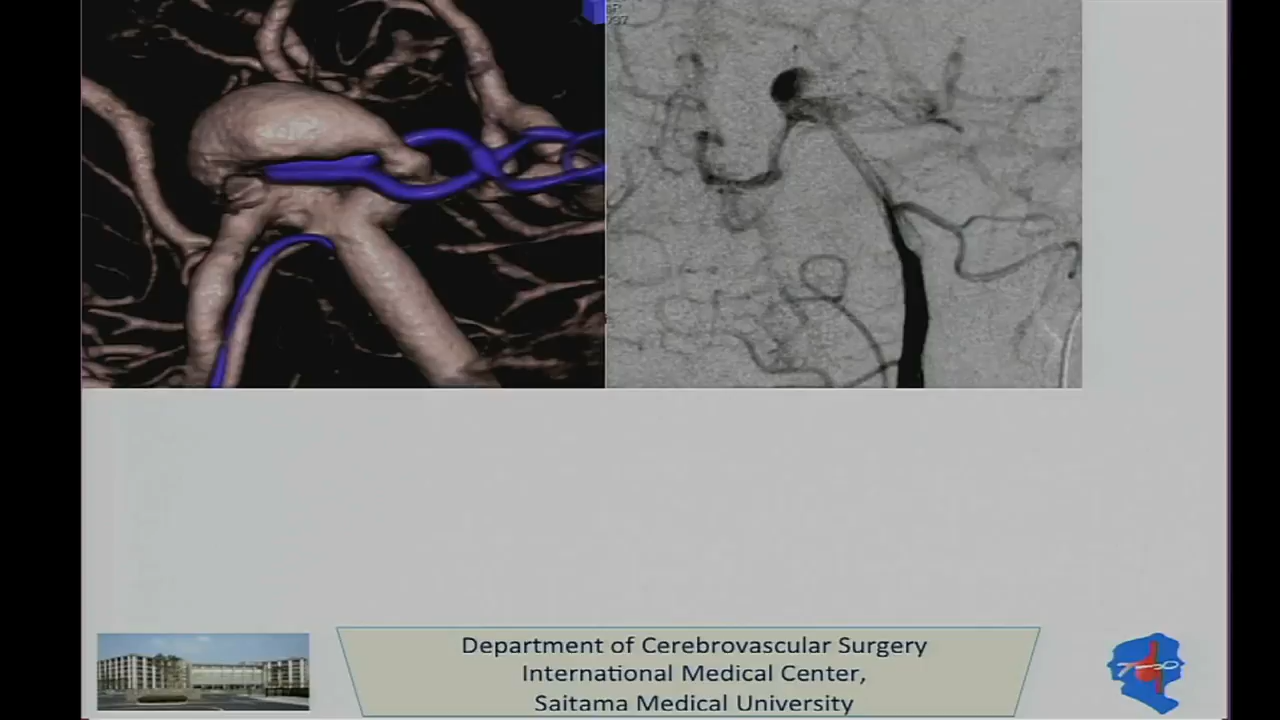 Department of Cerebrovascular Surgery
International Medical Center,
Saitama Medical University